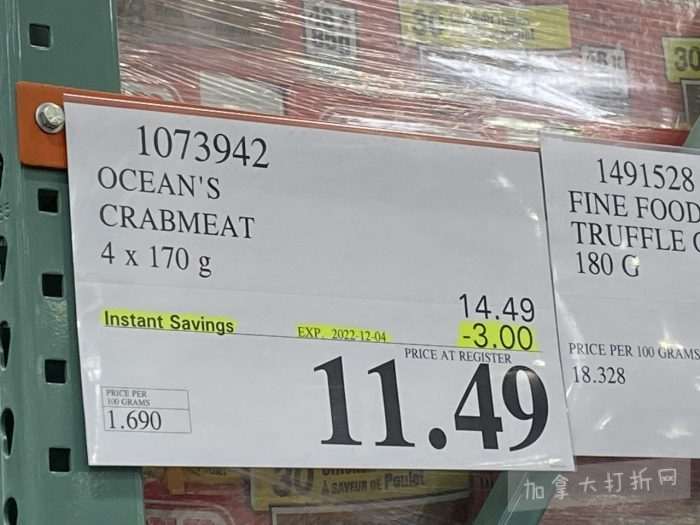 30
1073942
OCEAN'S
CRABMEAT
4 x 170 g
14.49
Instant Savings
EXP. 2022-12-04
-3.00
PRICE AT REGISTER
11.49
PRICE PER
100 GRAMS
1.690
1491528
FINE FOOD
TRUFFLE
180 G
PRICE PER 100 GRAMS
18.328
30
30
À SAVEUR DE Poulet
加拿大打折网